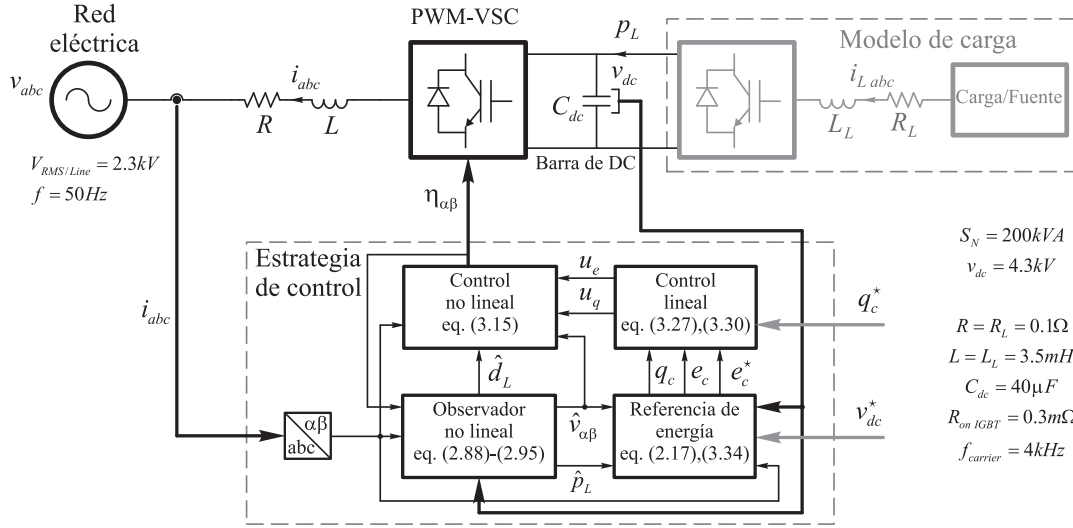 Red
eléctrica
PWM-VSC
Modelo de carga
v_abc
i_abc
R
L
C_dc
v_dc
p_L
i_L abc
L_L
R_L
Carga/Fuente
Barra de DC
V_RMS/Line = 2.3kV
f = 50Hz
η_αβ
Estrategia
de control
i_abc
Control
no lineal
eq. (3.15)
u_e
u_q
Control
lineal
eq. (3.27),(3.30)
q_c^⋆
d̂_L
q_c
e_c
e_c^⋆
αβ
abc
Observador
no lineal
eq. (2.88)-(2.95)
v̂_αβ
p̂_L
Referencia de
energía
eq. (2.17),(3.34)
v_dc^⋆
S_N = 200kVA
v_dc = 4.3kV
R = R_L = 0.1Ω
L = L_L = 3.5mH
C_dc = 40μF
R_on IGBT = 0.3mΩ
f_carrier = 4kHz